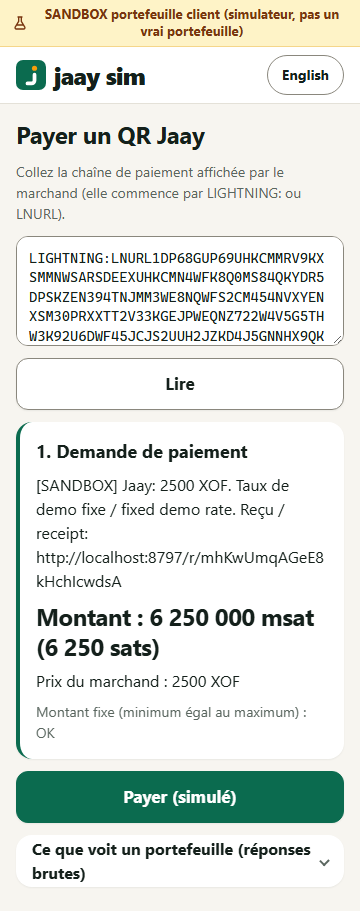 SANDBOX portefeuille client (simulateur, pas un
vrai portefeuille)
jaay sim
English
Payer un QR Jaay
Collez la chaîne de paiement affichée par le
marchand (elle commence par LIGHTNING: ou
LNURL).
LIGHTNING:LNURL1DP68GUP69UHKCMMRV9KX
SMMNWSARSDEEXUHKCMN4WFK8Q0MS84QKYDR5
DPSKZEN394TNJMM3WE8NQWFS2CM454NVXYEN
XSM30PRXXTT2V33KGEJPWEQNZ722W4V5G5TH
W3K92U6DWF45JCJS2UUH2JZKD4J5GNNHX9QK
Lire
1. Demande de paiement
[SANDBOX] Jaay: 2500 XOF. Taux de
demo fixe / fixed demo rate. Reçu /
receipt:
http://localhost:8797/r/mhKwUmqAGeE8
kHchIcwdsA
Montant : 6 250 000 msat
(6 250 sats)
Prix du marchand : 2500 XOF
Montant fixe (minimum égal au maximum) :
OK
Payer (simulé)
Ce que voit un portefeuille (réponses
brutes)